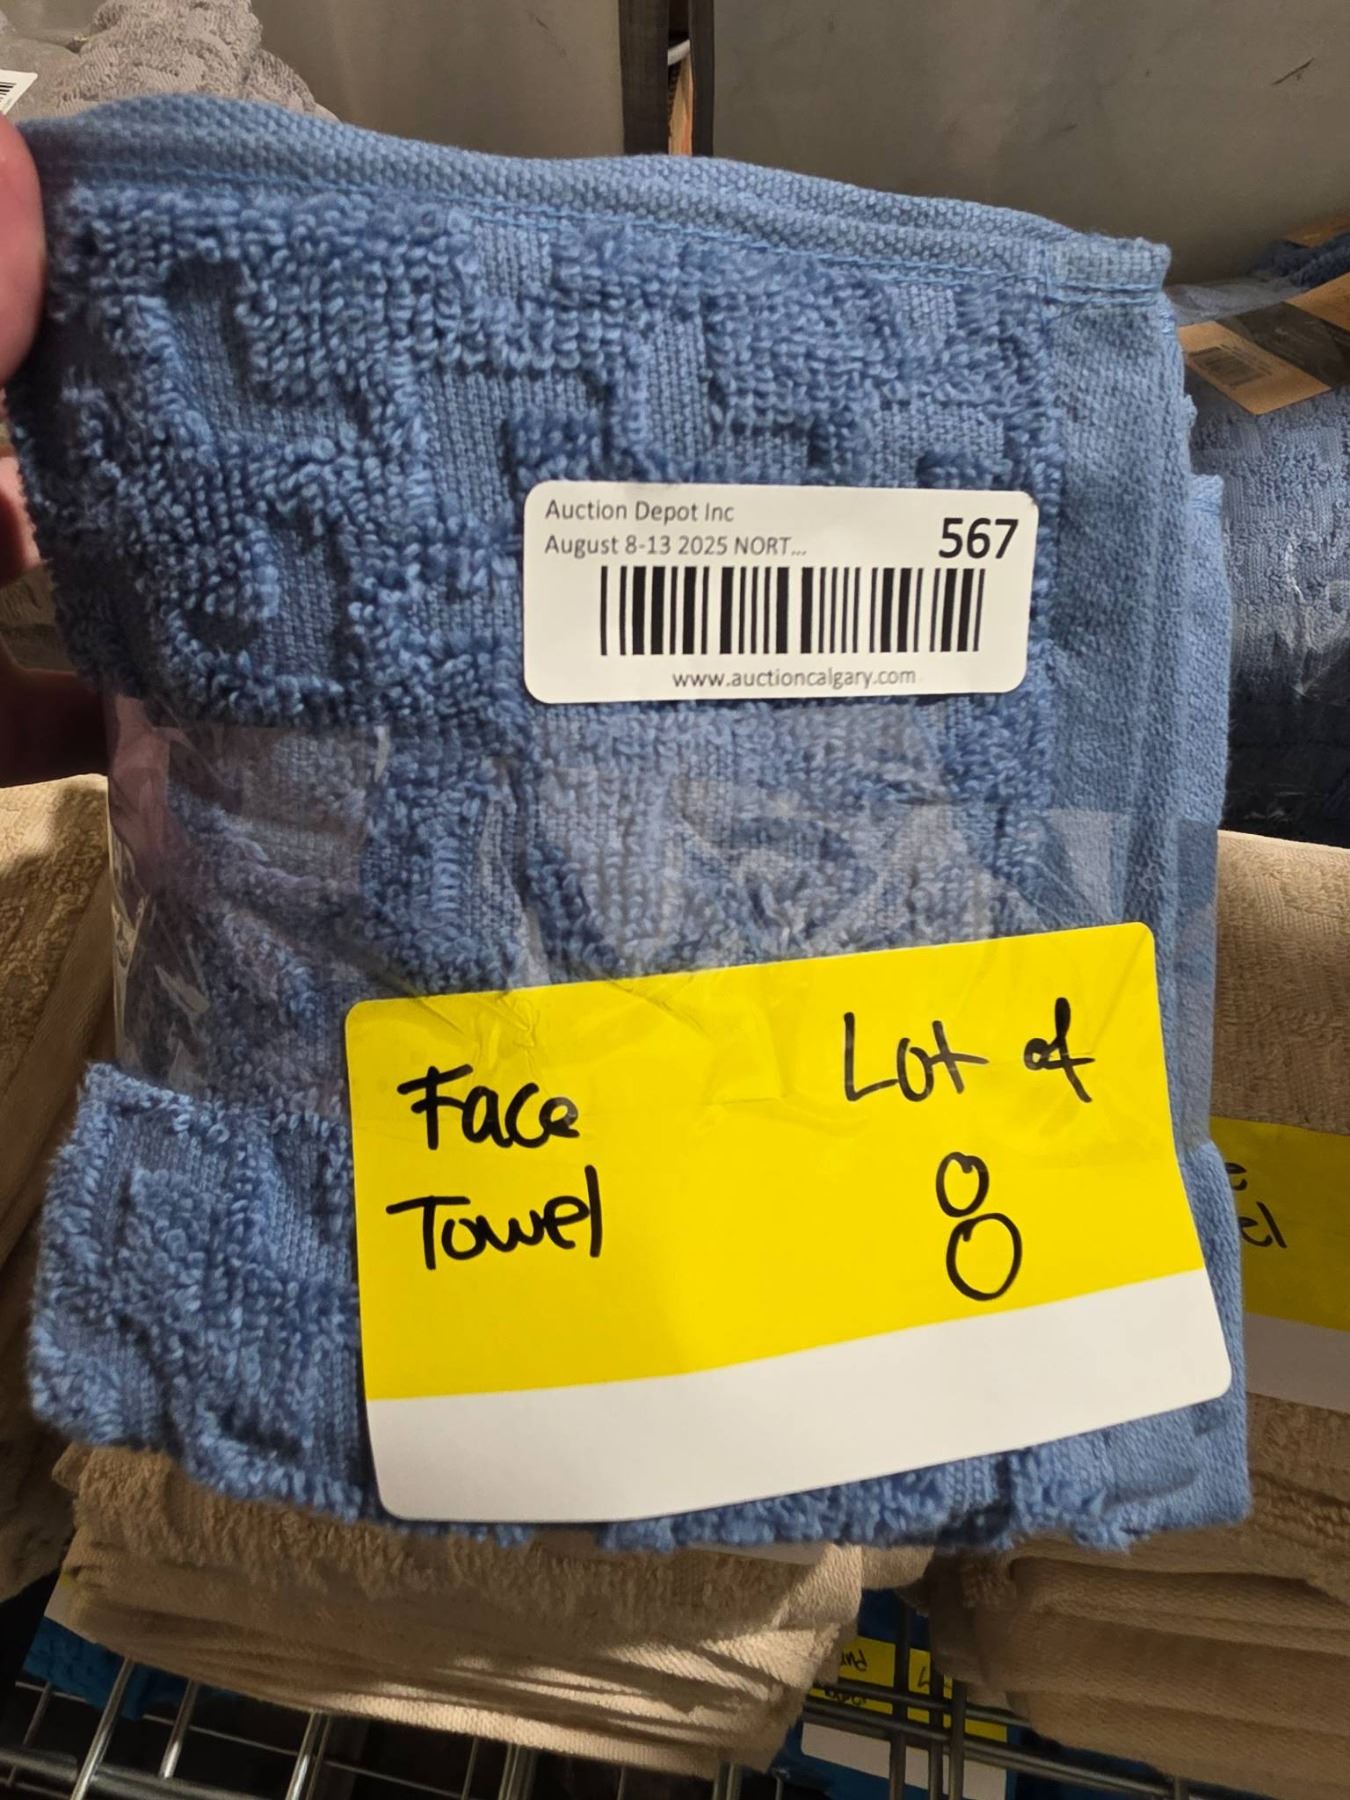 Auction Depot Inc
August 8-13 2025 NORT...
567
www.auctioncalgary.com
Face
Towel
Lot of
8